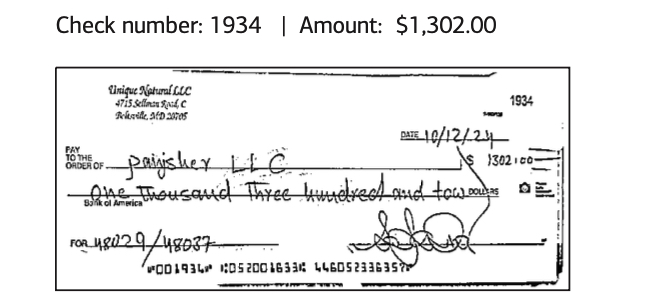 Check number: 1934 | Amount: $1,302.00
Unique Natural LLC
4715 Sellman Road, C
Beltsville, MD 20705
1934
DATE 10/12/24
PAY
TO THE
ORDER OF panjsher LLC $ 1302.00
One Thousand Three hundred and tow DOLLARS
Bank of America
FOR 48029/48037
⑈001934⑈ ⑆052001633⑆ 446052336357⑈